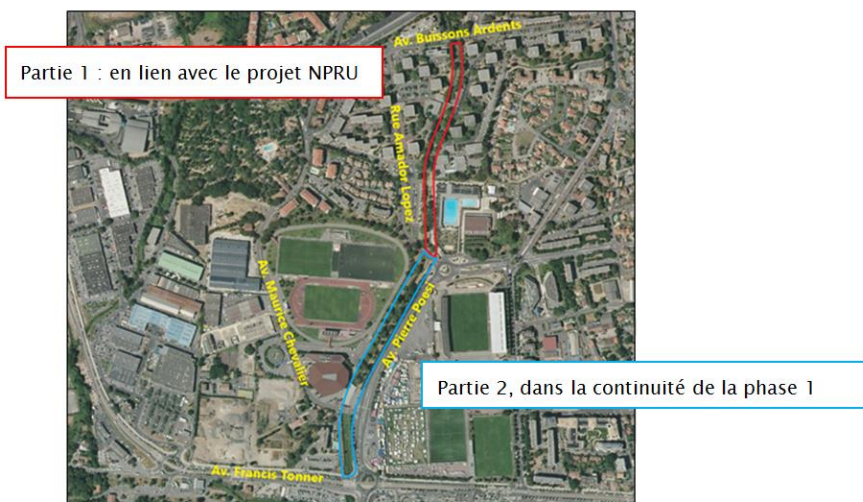 Av. Buissons Ardents
Partie 1 : en lien avec le projet NPRU
Rue Amador Lopez
Av. Maurice Chevalier
Av. Pierre Poesi
Partie 2, dans la continuité de la phase 1
Av. Francis Tonner